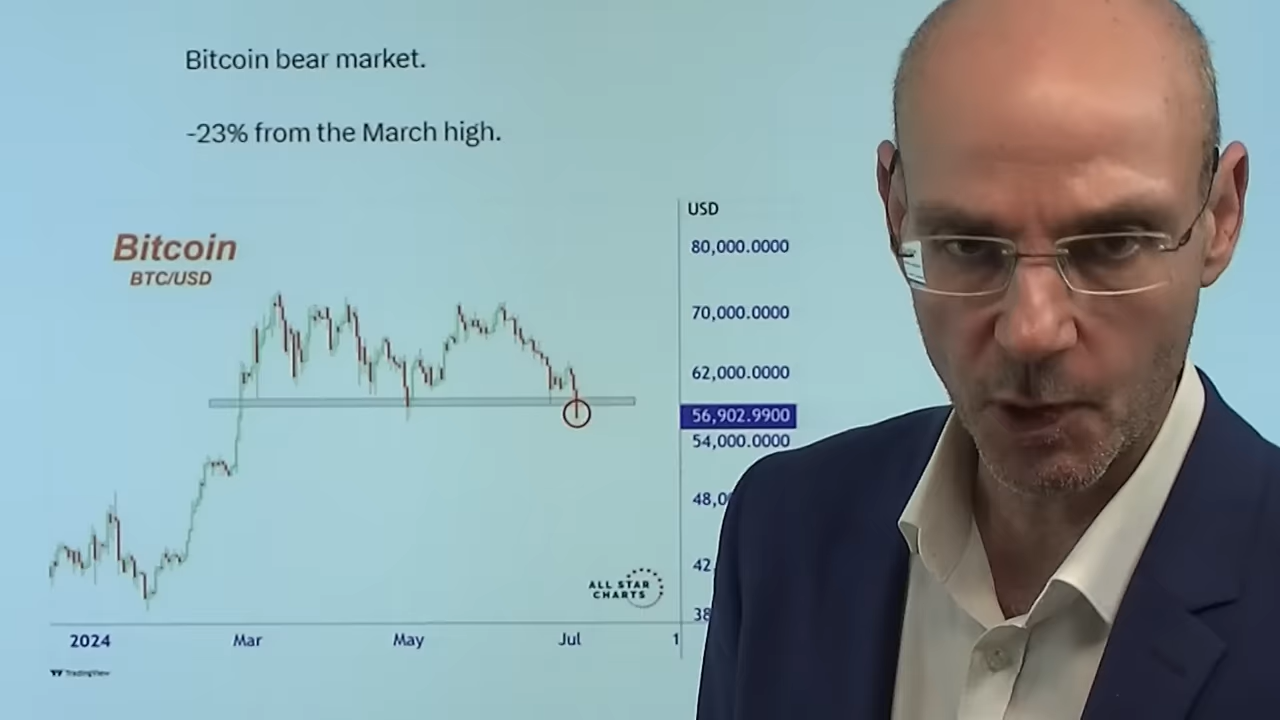 Bitcoin bear market.
-23% from the March high.
Bitcoin
BTC/USD
USD
80,000.0000
70,000.0000
62,000.0000
56,902.9900
54,000.0000
48,0
42.
38
ALL STAR
CHARTS
2024 Mar May Jul 1
TradingView